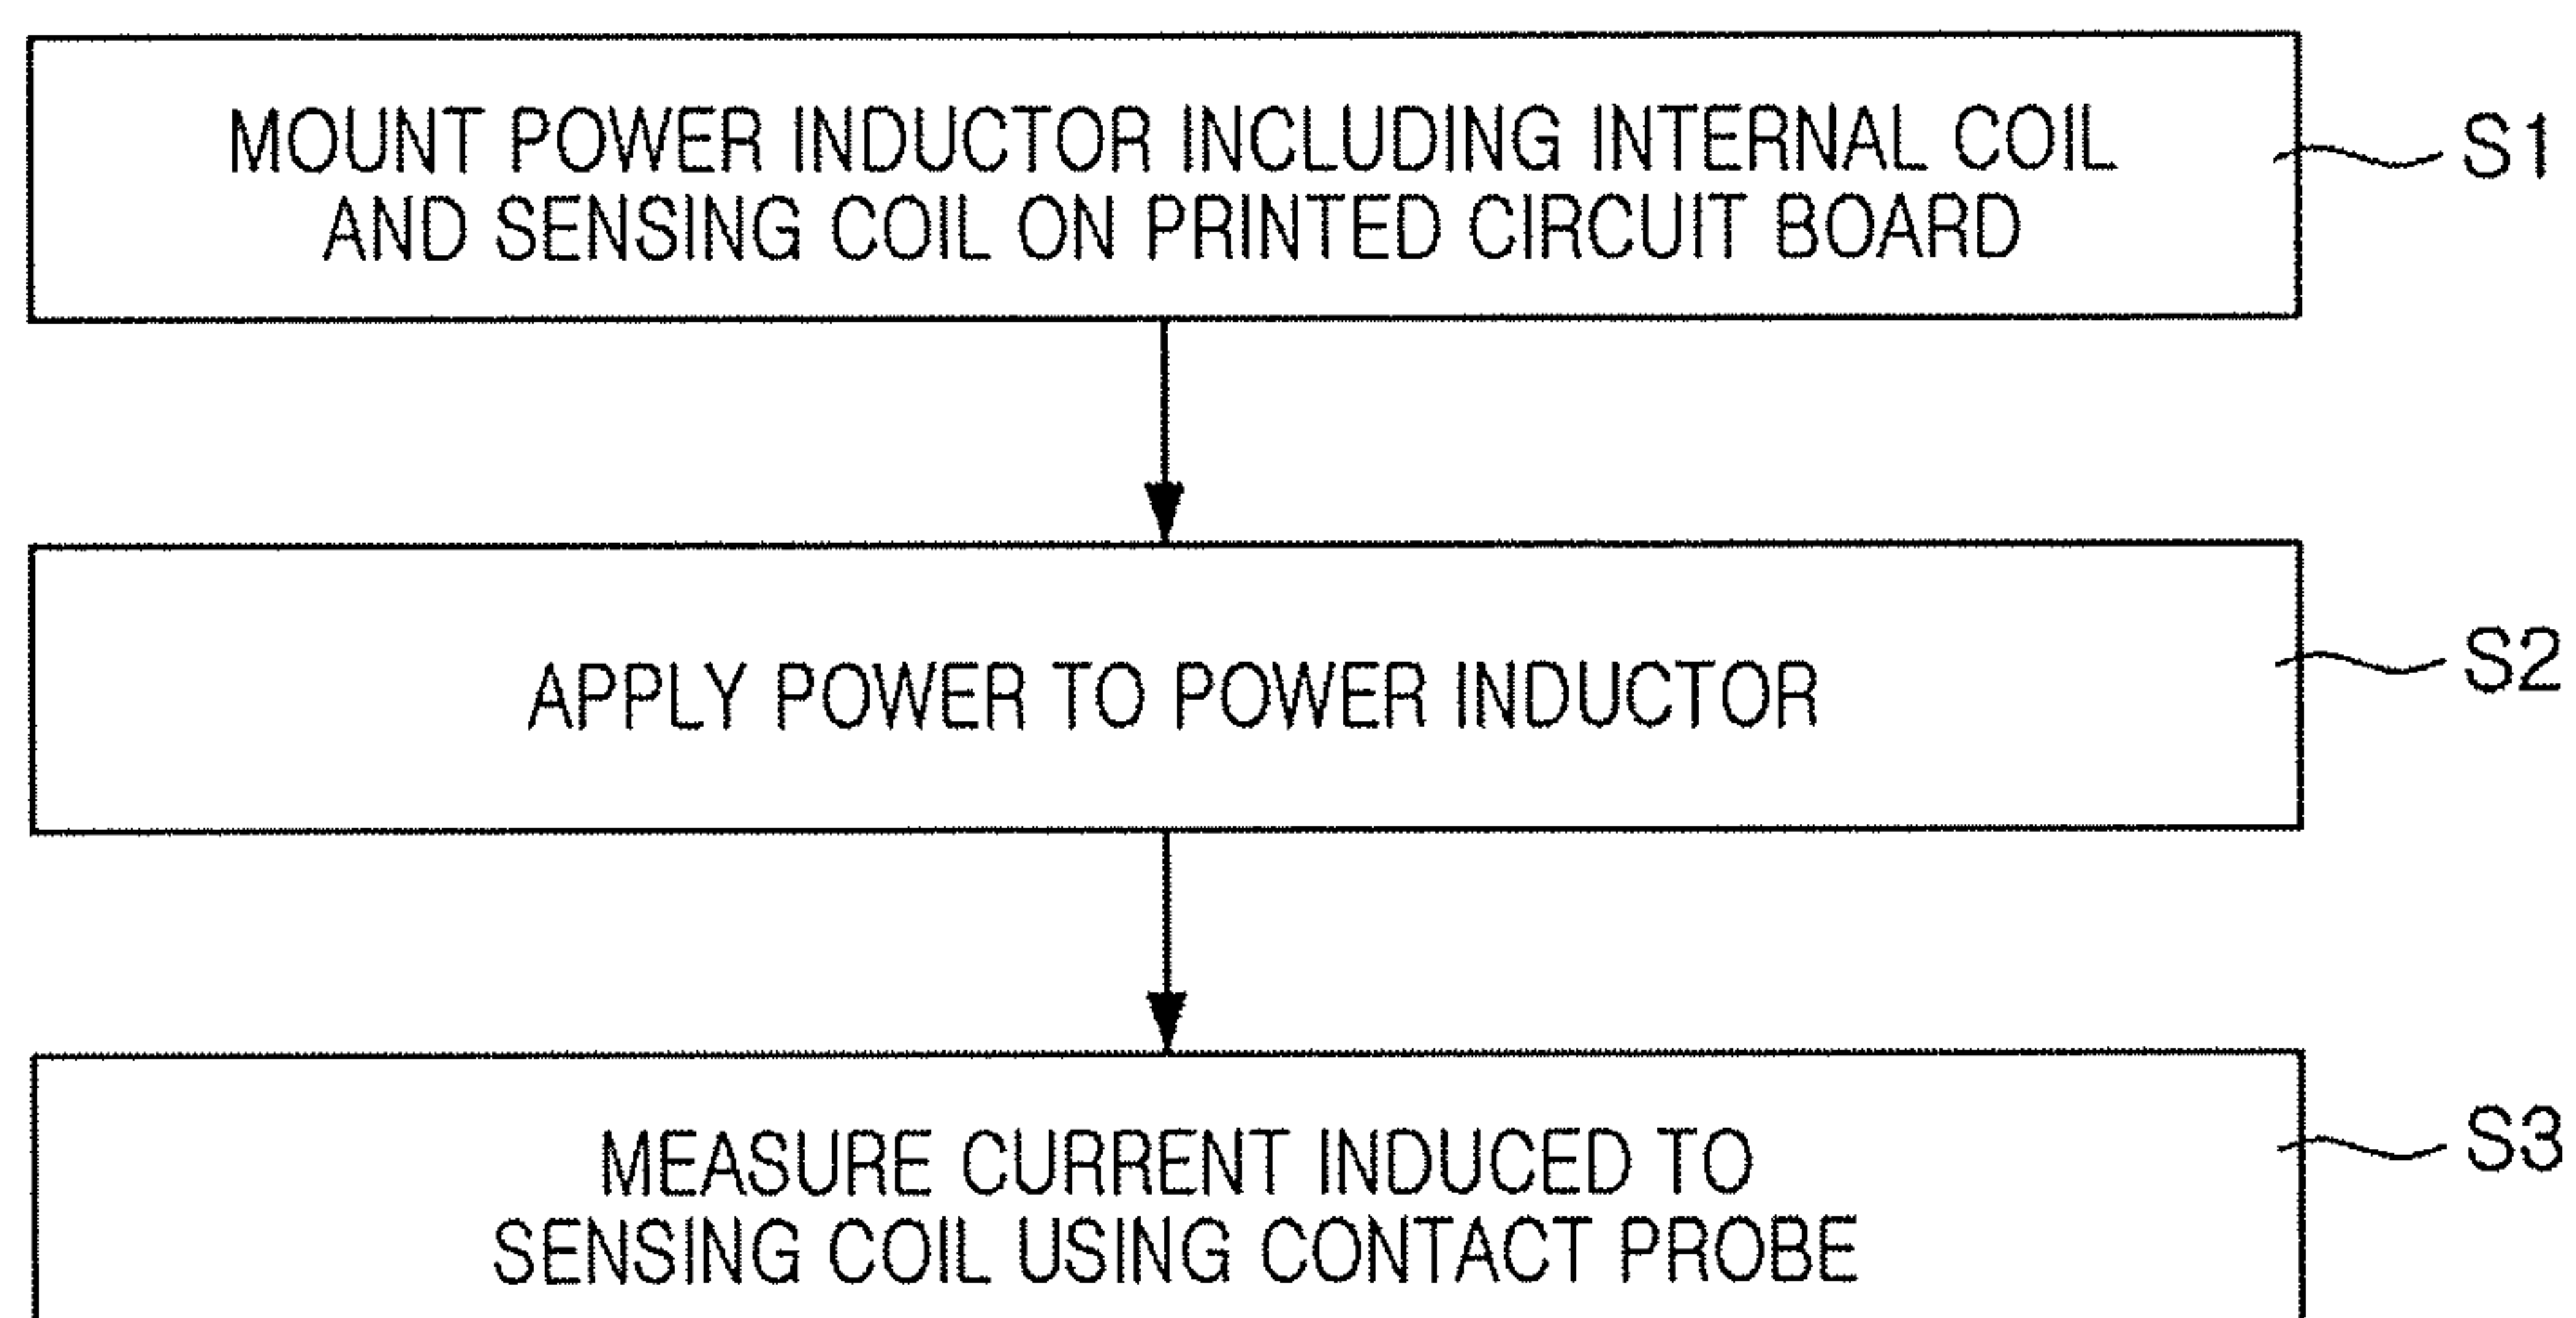 MOUNT POWER INDUCTOR INCLUDING INTERNAL COIL
AND SENSING COIL ON PRINTED CIRCUIT BOARD
S1
APPLY POWER TO POWER INDUCTOR
S2
MEASURE CURRENT INDUCED TO
SENSING COIL USING CONTACT PROBE
S3